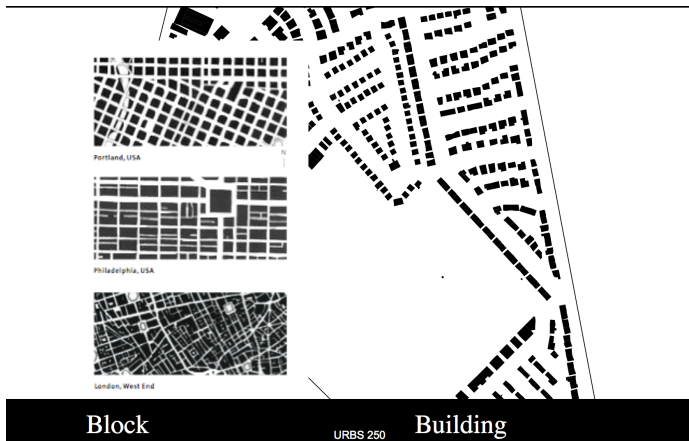 Portland, USA
N
Philadelphia, USA
London, West End
Block
URBS 250
Building